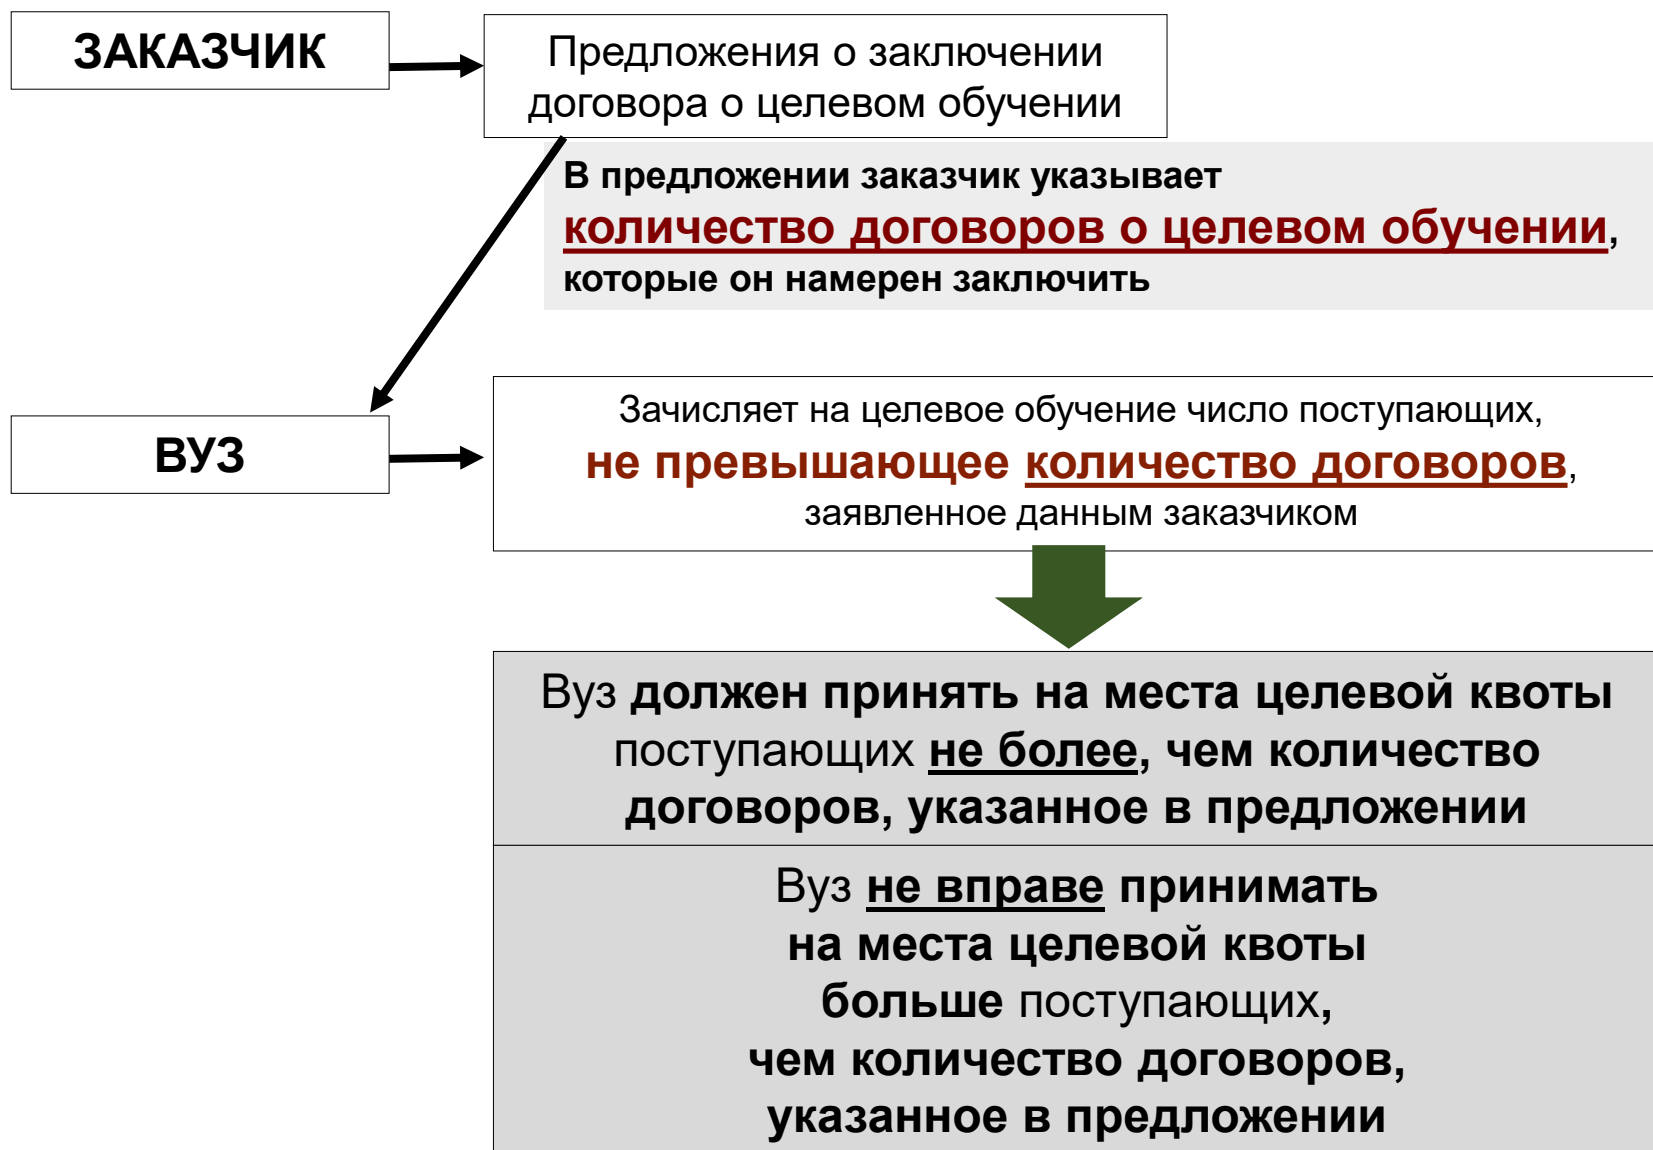 ЗАКАЗЧИК
Предложения о заключении
договора о целевом обучении
В предложении заказчик указывает
количество договоров о целевом обучении,
которые он намерен заключить
ВУЗ
Зачисляет на целевое обучение число поступающих,
не превышающее количество договоров,
заявленное данным заказчиком
Вуз должен принять на места целевой квоты
поступающих не более, чем количество
договоров, указанное в предложении
Вуз не вправе принимать
на места целевой квоты
больше поступающих,
чем количество договоров,
указанное в предложении